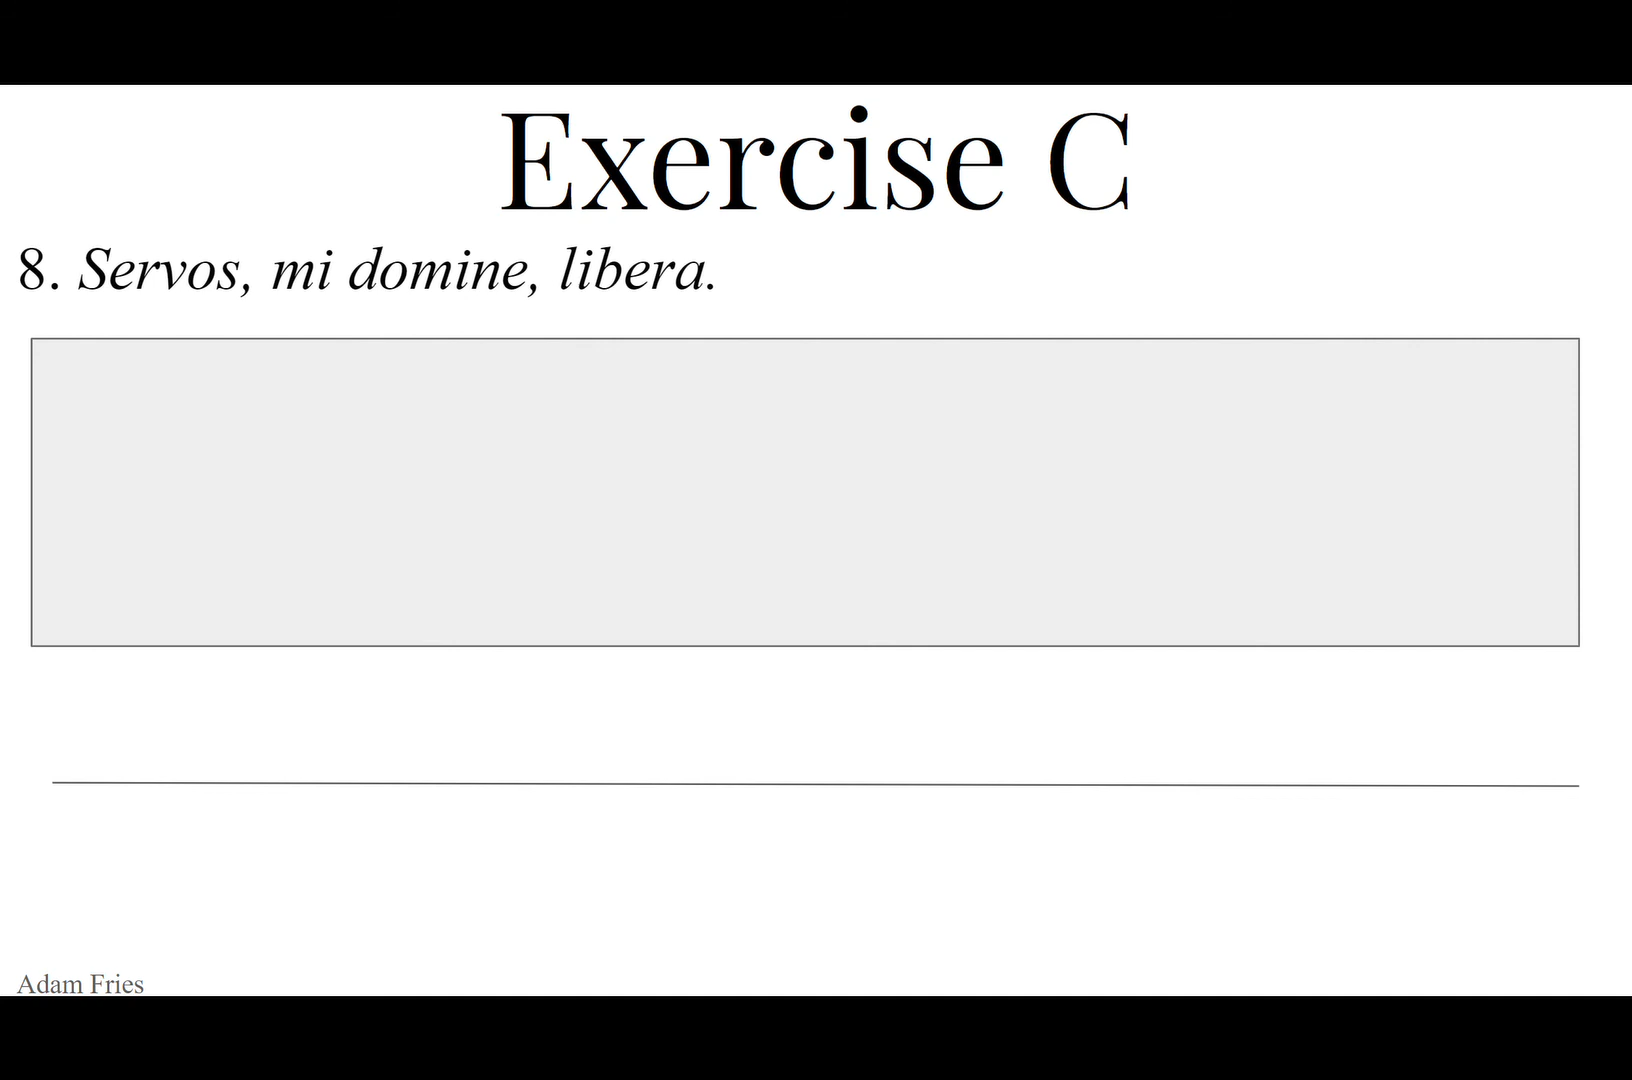 Exercise C
8. Servos, mi domine, libera.
Adam Fries